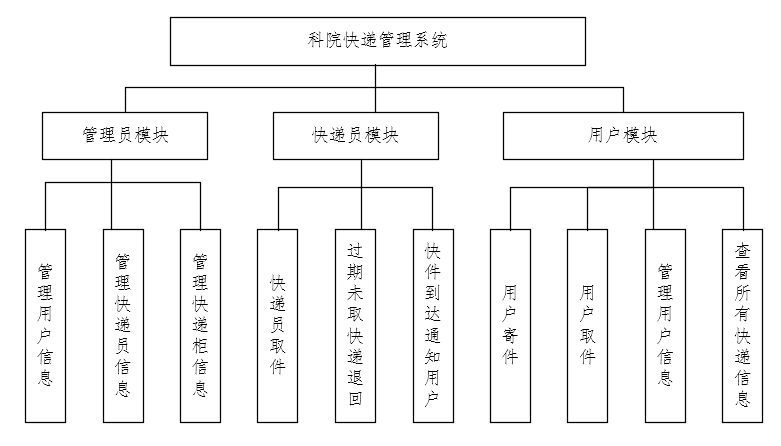 科院快递管理系统
管理员模块
快递员模块
用户模块
管理用户信息
管理快递员信息
管理快递柜信息
快递员取件
过期未取快递退回
快件到达通知用户
用户寄件
用户取件
管理用户信息
查看所有快递信息